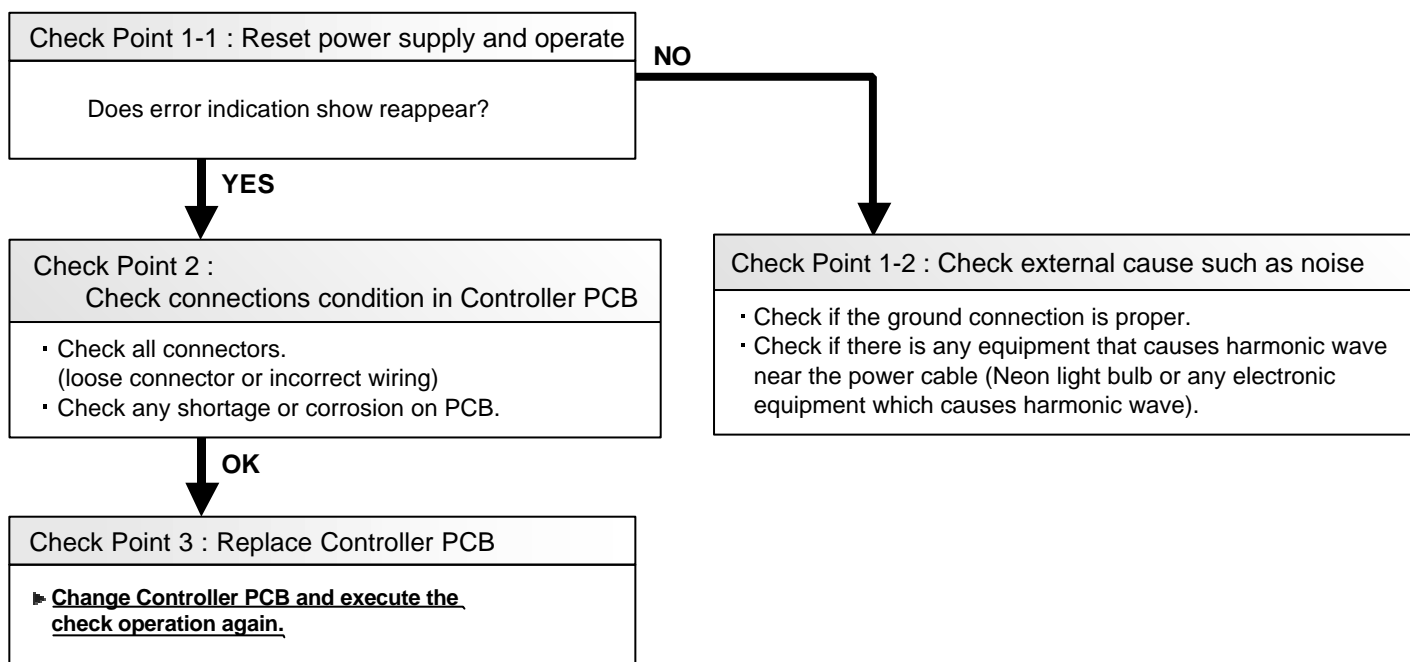 Check Point 1-1 : Reset power supply and operate
Does error indication show reappear?
NO
YES
Check Point 2 :
Check connections condition in Controller PCB
・Check all connectors.
(loose connector or incorrect wiring)
・Check any shortage or corrosion on PCB.
Check Point 1-2 : Check external cause such as noise
・Check if the ground connection is proper.
・Check if there is any equipment that causes harmonic wave
near the power cable (Neon light bulb or any electronic
equipment which causes harmonic wave).
OK
Check Point 3 : Replace Controller PCB
▶ Change Controller PCB and execute the
check operation again.